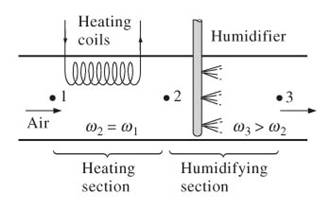 Heating
coils
Humidifier
1
2
3
Air
ω₂ = ω₁
ω₃ > ω₂
Heating
section
Humidifying
section